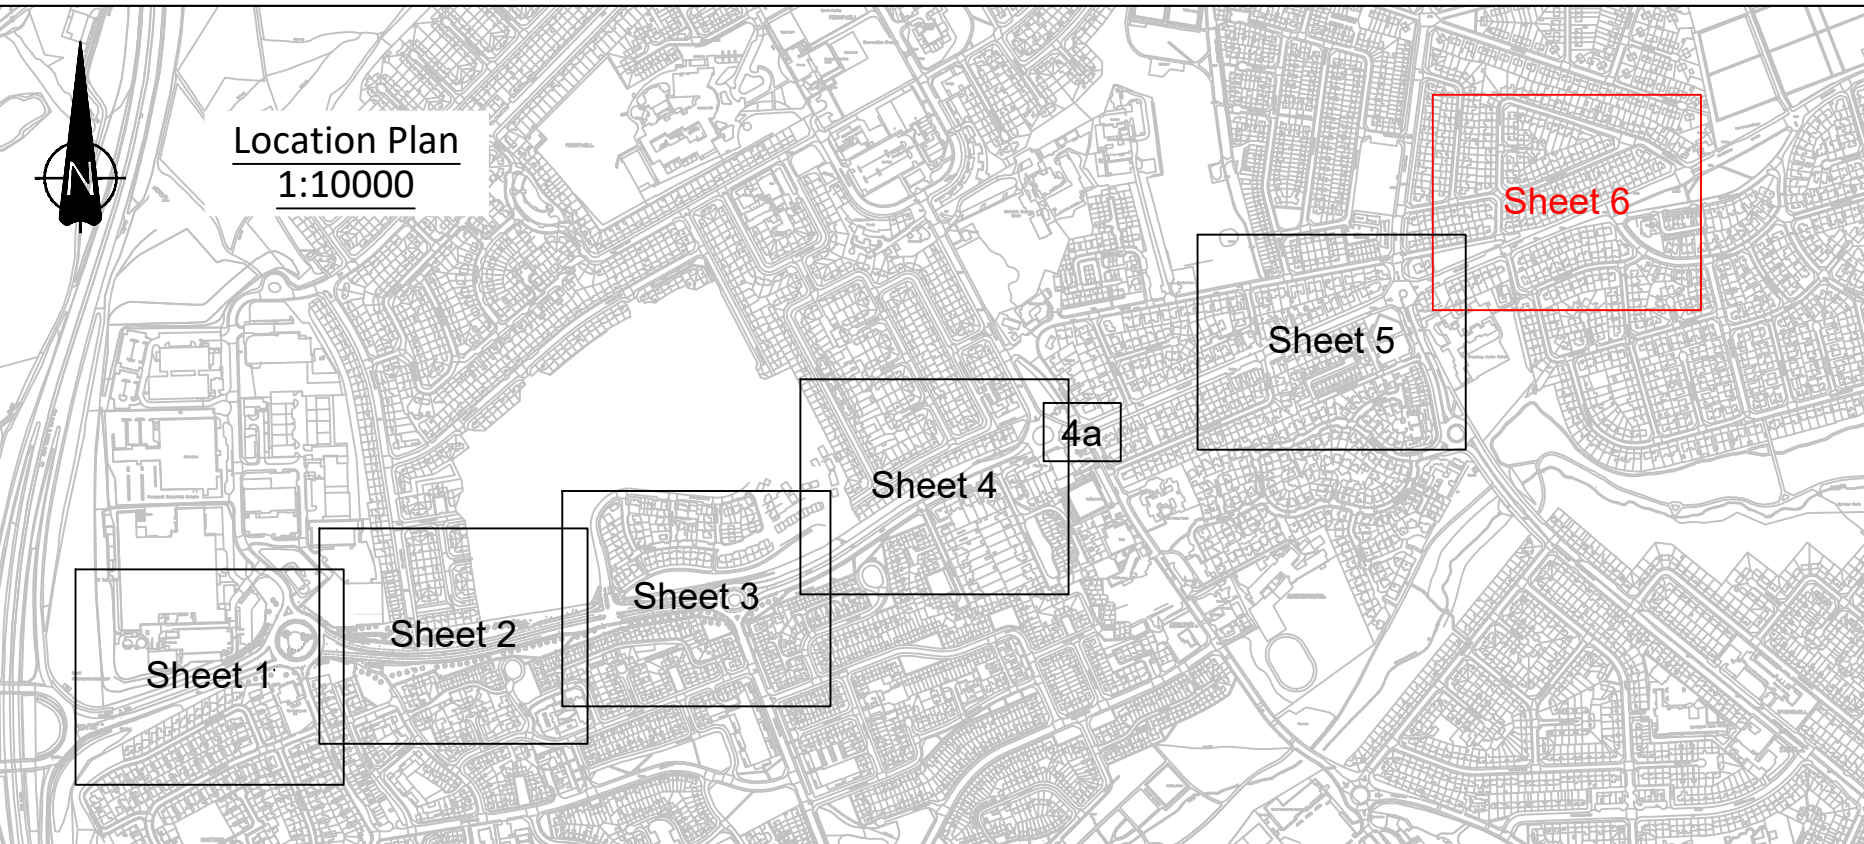 Location Plan
1:10000
N
Sheet 6
Sheet 5
4a
Sheet 4
Sheet 3
Sheet 2
Sheet 1